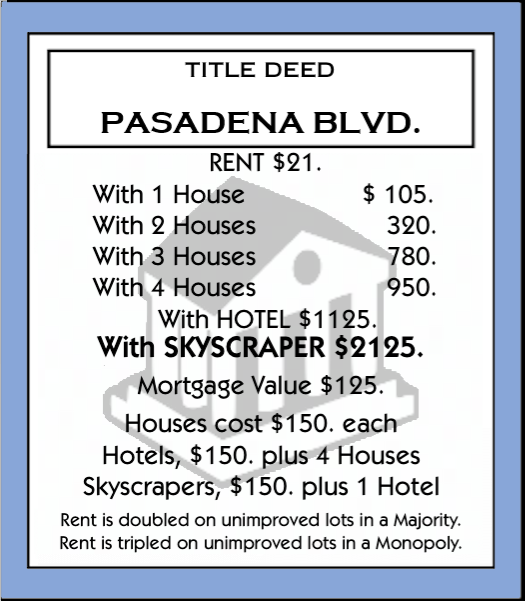 TITLE DEED
PASADENA BLVD.
RENT $21.
With 1 House $ 105.
With 2 Houses 320.
With 3 Houses 780.
With 4 Houses 950.
With HOTEL $1125.
With SKYSCRAPER $2125.
Mortgage Value $125.
Houses cost $150. each
Hotels, $150. plus 4 Houses
Skyscrapers, $150. plus 1 Hotel
Rent is doubled on unimproved lots in a Majority.
Rent is tripled on unimproved lots in a Monopoly.